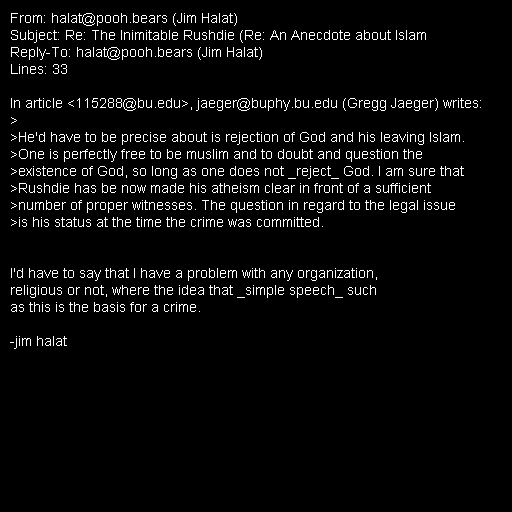 From: halat@pooh.bears (Jim Halat)
Subject: Re: The Inimitable Rushdie (Re: An Anecdote about Islam
Reply-To: halat@pooh.bears (Jim Halat)
Lines: 33

In article <115288@bu.edu>, jaeger@buphy.bu.edu (Gregg Jaeger) writes:
>
>He'd have to be precise about is rejection of God and his leaving Islam.
>One is perfectly free to be muslim and to doubt and question the
>existence of God, so long as one does not _reject_ God. I am sure that
>Rushdie has be now made his atheism clear in front of a sufficient
>number of proper witnesses. The question in regard to the legal issue
>is his status at the time the crime was committed.

I'd have to say that I have a problem with any organization,
religious or not, where the idea that _simple speech_ such
as this is the basis for a crime.

-jim halat